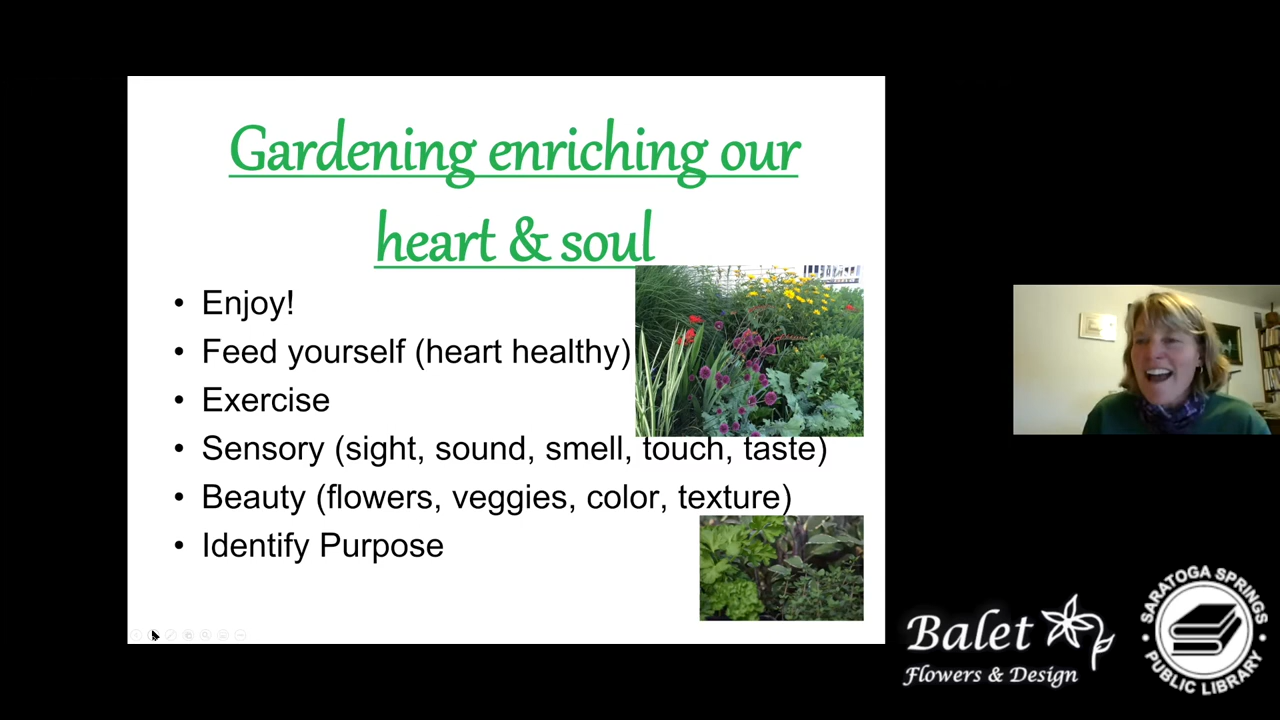 Gardening enriching our
heart & soul
• Enjoy!
• Feed yourself (heart healthy)
• Exercise
• Sensory (sight, sound, smell, touch, taste)
• Beauty (flowers, veggies, color, texture)
• Identify Purpose
Balet
Flowers & Design
SARATOGA SPRINGS
PUBLIC LIBRARY